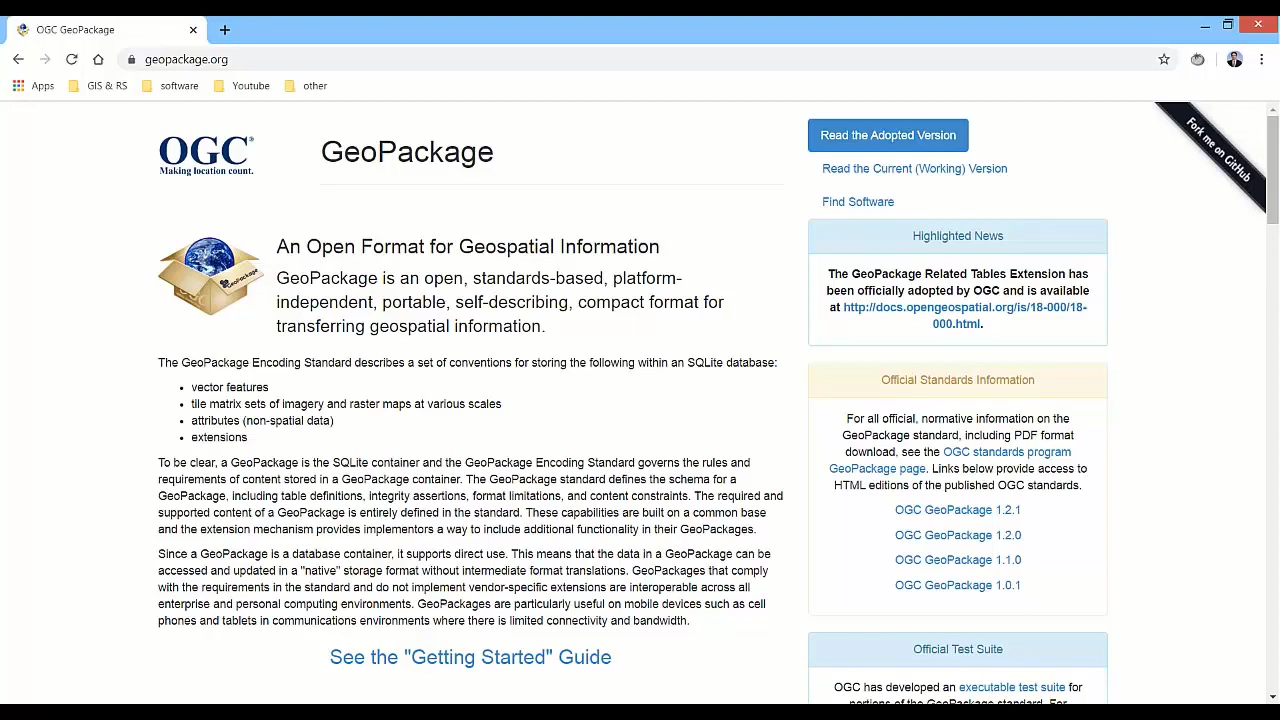 OGC GeoPackage
geopackage.org
Apps
GIS & RS
software
Youtube
other
OGC®
Making location count.
GeoPackage
An Open Format for Geospatial Information
GeoPackage is an open, standards-based, platform-
independent, portable, self-describing, compact format for
transferring geospatial information.
GeoPackage
OGC
The GeoPackage Encoding Standard describes a set of conventions for storing the following within an SQLite database:
• vector features
• tile matrix sets of imagery and raster maps at various scales
• attributes (non-spatial data)
• extensions
To be clear, a GeoPackage is the SQLite container and the GeoPackage Encoding Standard governs the rules and
requirements of content stored in a GeoPackage container. The GeoPackage standard defines the schema for a
GeoPackage, including table definitions, integrity assertions, format limitations, and content constraints. The required and
supported content of a GeoPackage is entirely defined in the standard. These capabilities are built on a common base
and the extension mechanism provides implementors a way to include additional functionality in their GeoPackages.
Since a GeoPackage is a database container, it supports direct use. This means that the data in a GeoPackage can be
accessed and updated in a "native" storage format without intermediate format translations. GeoPackages that comply
with the requirements in the standard and do not implement vendor-specific extensions are interoperable across all
enterprise and personal computing environments. GeoPackages are particularly useful on mobile devices such as cell
phones and tablets in communications environments where there is limited connectivity and bandwidth.
See the "Getting Started" Guide
Read the Adopted Version
Read the Current (Working) Version
Find Software
Fork me on GitHub
Highlighted News
The GeoPackage Related Tables Extension has
been officially adopted by OGC and is available
at http://docs.opengeospatial.org/is/18-000/18-
000.html.
Official Standards Information
For all official, normative information on the
GeoPackage standard, including PDF format
download, see the OGC standards program
GeoPackage page. Links below provide access to
HTML editions of the published OGC standards.
OGC GeoPackage 1.2.1
OGC GeoPackage 1.2.0
OGC GeoPackage 1.1.0
OGC GeoPackage 1.0.1
Official Test Suite
OGC has developed an executable test suite for
portions of the GeoPackage standard. For